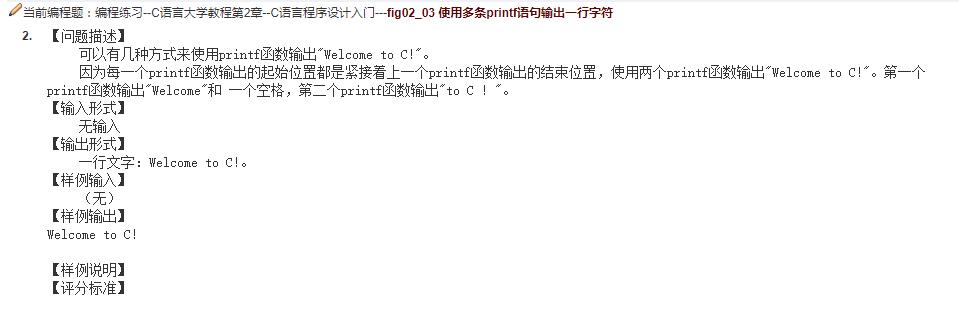 当前编程题：编程练习--C语言大学教程第2章--C语言程序设计入门---fig02_03 使用多条printf语句输出一行字符
2. 【问题描述】
可以有几种方式来使用printf函数输出"Welcome to C!"。
因为每一个printf函数输出的起始位置都是紧接着上一个printf函数输出的结束位置，使用两个printf函数输出"Welcome to C!"。第一个
printf函数输出"Welcome"和 一个空格，第二个printf函数输出"to C ! "。
【输入形式】
无输入
【输出形式】
一行文字：Welcome to C!。
【样例输入】
（无）
【样例输出】
Welcome to C!
【样例说明】
【评分标准】